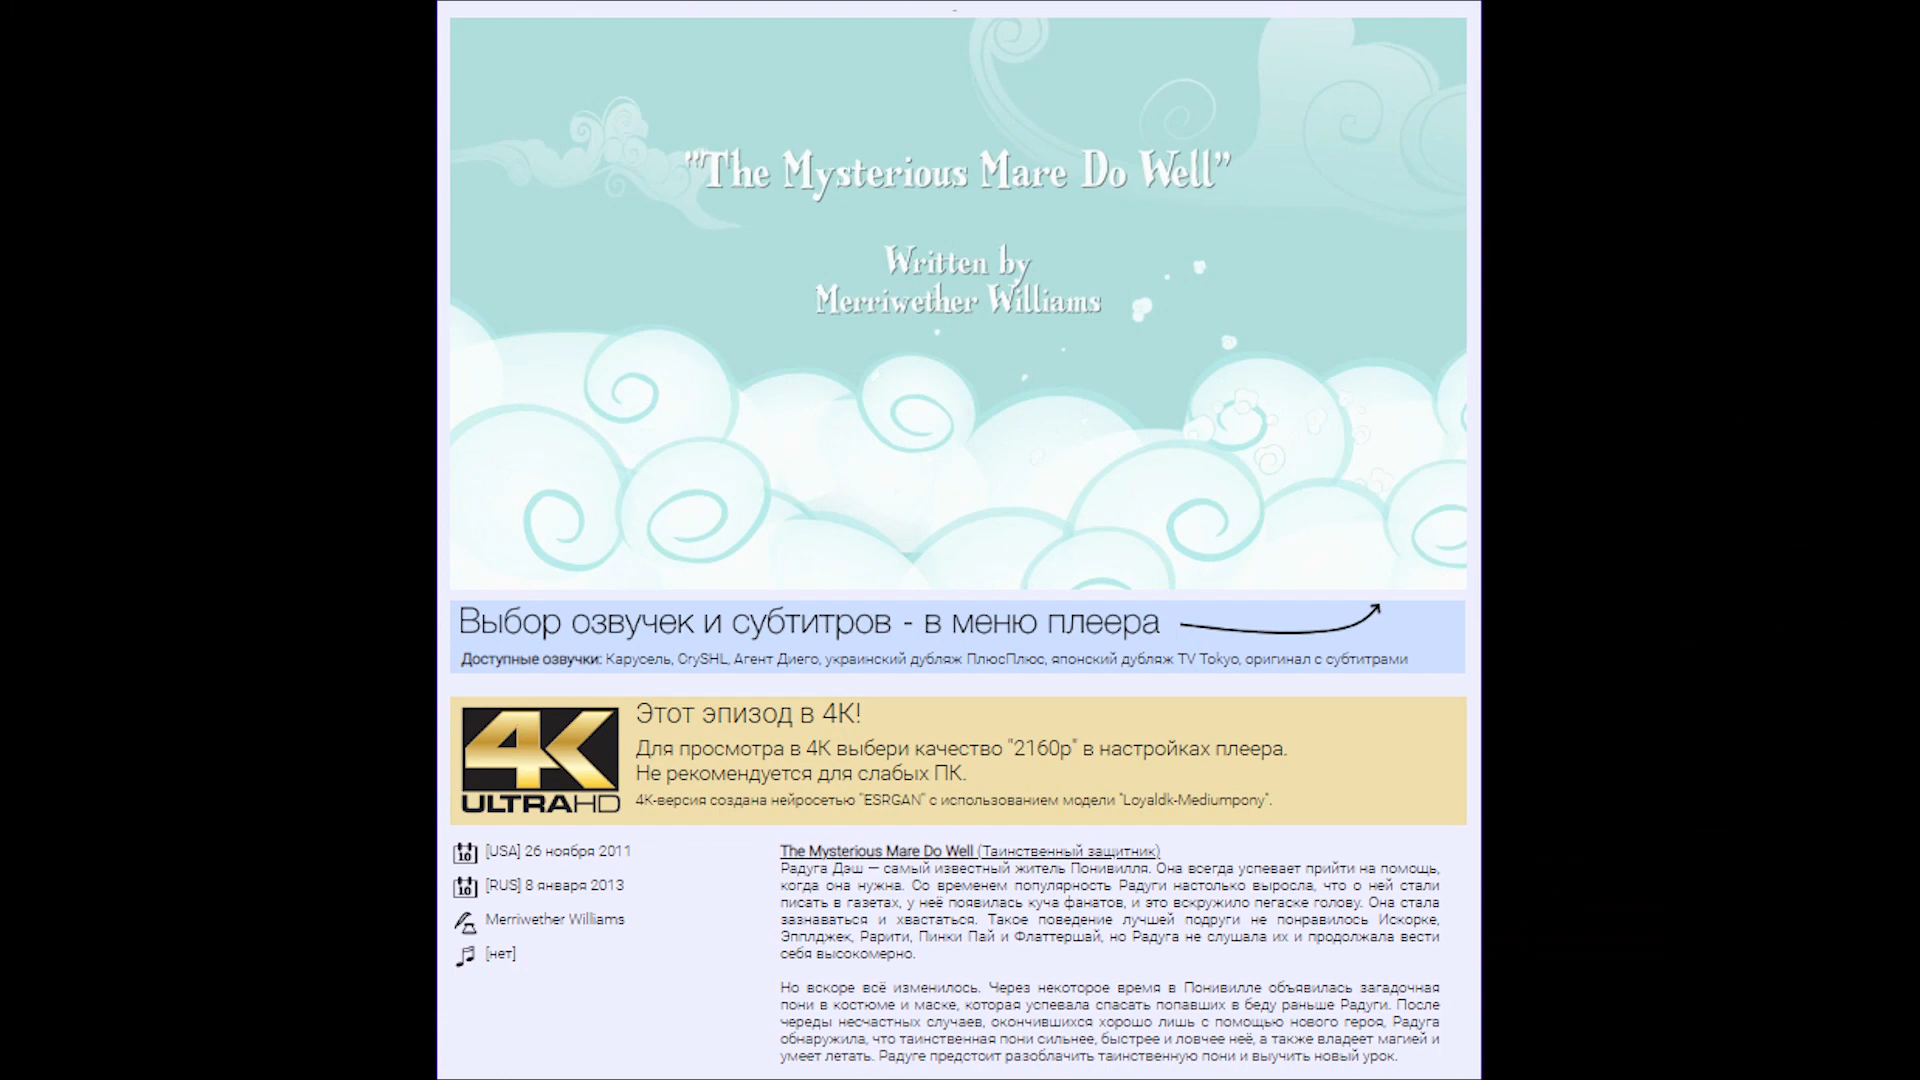 "The Mysterious Mare Do Well"
Written by
Merriwether Williams
Выбор озвучек и субтитров - в меню плеера
Доступные озвучки: Карусель, CrySHL, Агент Диего, украинский дубляж ПлюсПлюс, японский дубляж TV Tokyo, оригинал с субтитрами
4K
ULTRAHD
Этот эпизод в 4K!
Для просмотра в 4K выбери качество "2160p" в настройках плеера.
Не рекомендуется для слабых ПК.
4K-версия создана нейросетью "ESRGAN" с использованием модели "Loyaldk-Mediumpony".
10 [USA] 26 ноября 2011
10 [RUS] 8 января 2013
Merriwether Williams
[нет]
The Mysterious Mare Do Well (Таинственный защитник)
Радуга Дэш — самый известный житель Понивилля. Она всегда успевает прийти на помощь,
когда она нужна. Со временем популярность Радуги настолько выросла, что о ней стали
писать в газетах, у неё появилась куча фанатов, и это вскружило пегаске голову. Она стала
зазнаваться и хвастаться. Такое поведение лучшей подруги не понравилось Искорке,
Эпплджек, Рарити, Пинки Пай и Флаттершай, но Радуга не слушала их и продолжала вести
себя высокомерно.
Но вскоре всё изменилось. Через некоторое время в Понивилле объявилась загадочная
пони в костюме и маске, которая успевала спасать попавших в беду раньше Радуги. После
череды несчастных случаев, окончившихся хорошо лишь с помощью нового героя, Радуга
обнаружила, что таинственная пони сильнее, быстрее и ловчее неё, а также владеет магией и
умеет летать. Радуге предстоит разоблачить таинственную пони и выучить новый урок.